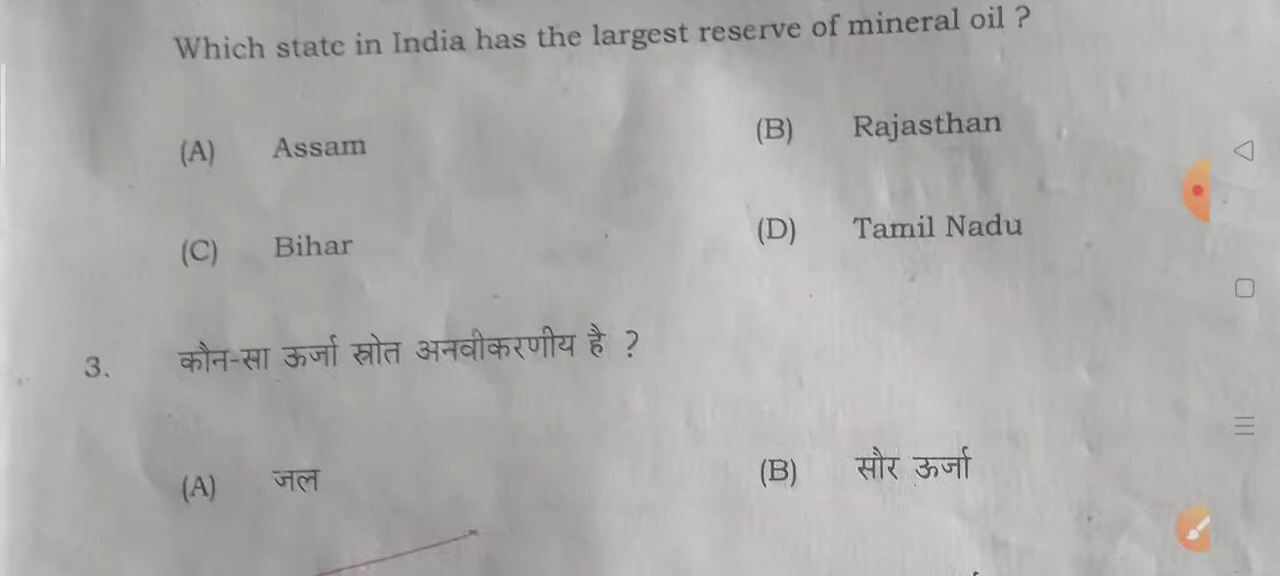 Which state in India has the largest reserve of mineral oil ?
(A) Assam (B) Rajasthan
(C) Bihar (D) Tamil Nadu
3. कौन-सा ऊर्जा स्रोत अनवीकरणीय है ?
(A) जल (B) सौर ऊर्जा